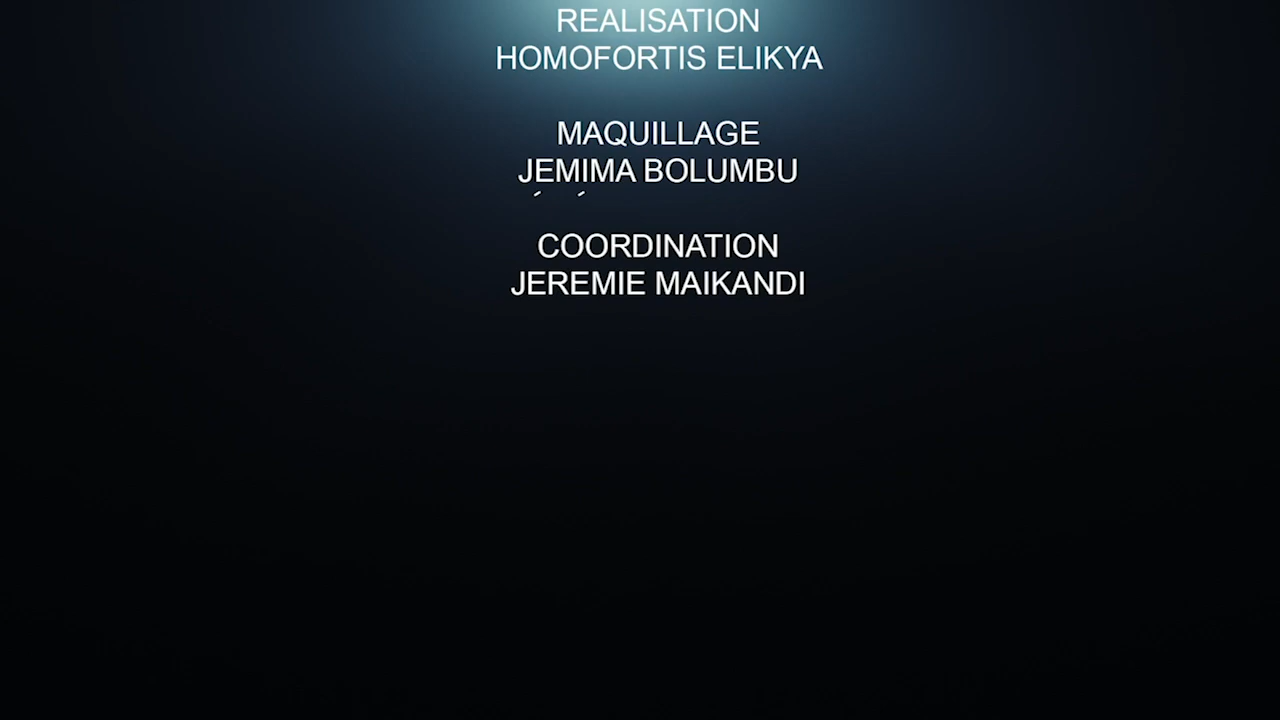 REALISATION
HOMOFORTIS ELIKYA
MAQUILLAGE
JEMIMA BOLUMBU
COORDINATION
JEREMIE MAIKANDI